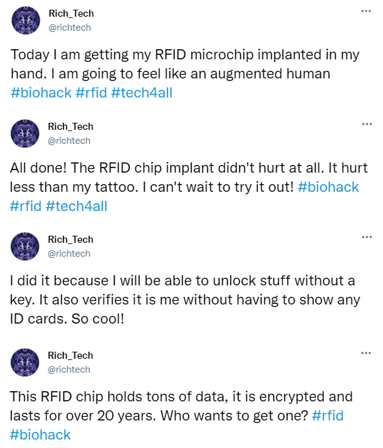 Rich_Tech
@richtech
Today I am getting my RFID microchip implanted in my
hand. I am going to feel like an augmented human
#biohack #rfid #tech4all
Rich_Tech
@richtech
All done! The RFID chip implant didn't hurt at all. It hurt
less than my tattoo. I can't wait to try it out! #biohack
#rfid #tech4all
Rich_Tech
@richtech
I did it because I will be able to unlock stuff without a
key. It also verifies it is me without having to show any
ID cards. So cool!
Rich_Tech
@richtech
This RFID chip holds tons of data, it is encrypted and
lasts for over 20 years. Who wants to get one? #rfid
#biohack